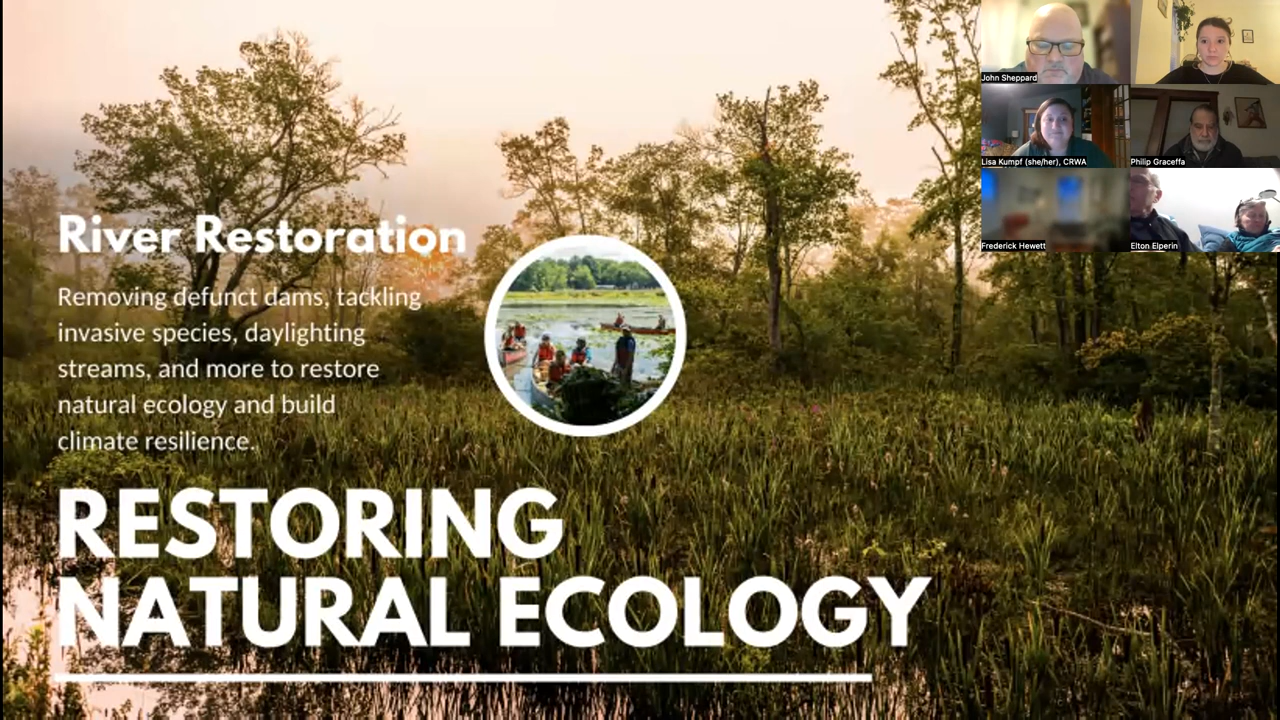 River Restoration
Removing defunct dams, tackling
invasive species, daylighting
streams, and more to restore
natural ecology and build
climate resilience.
RESTORING
NATURAL ECOLOGY
John Sheppard
Lisa Kumpf (she/her), CRWA
Philip Graceffa
Frederick Hewett
Elton Elperin